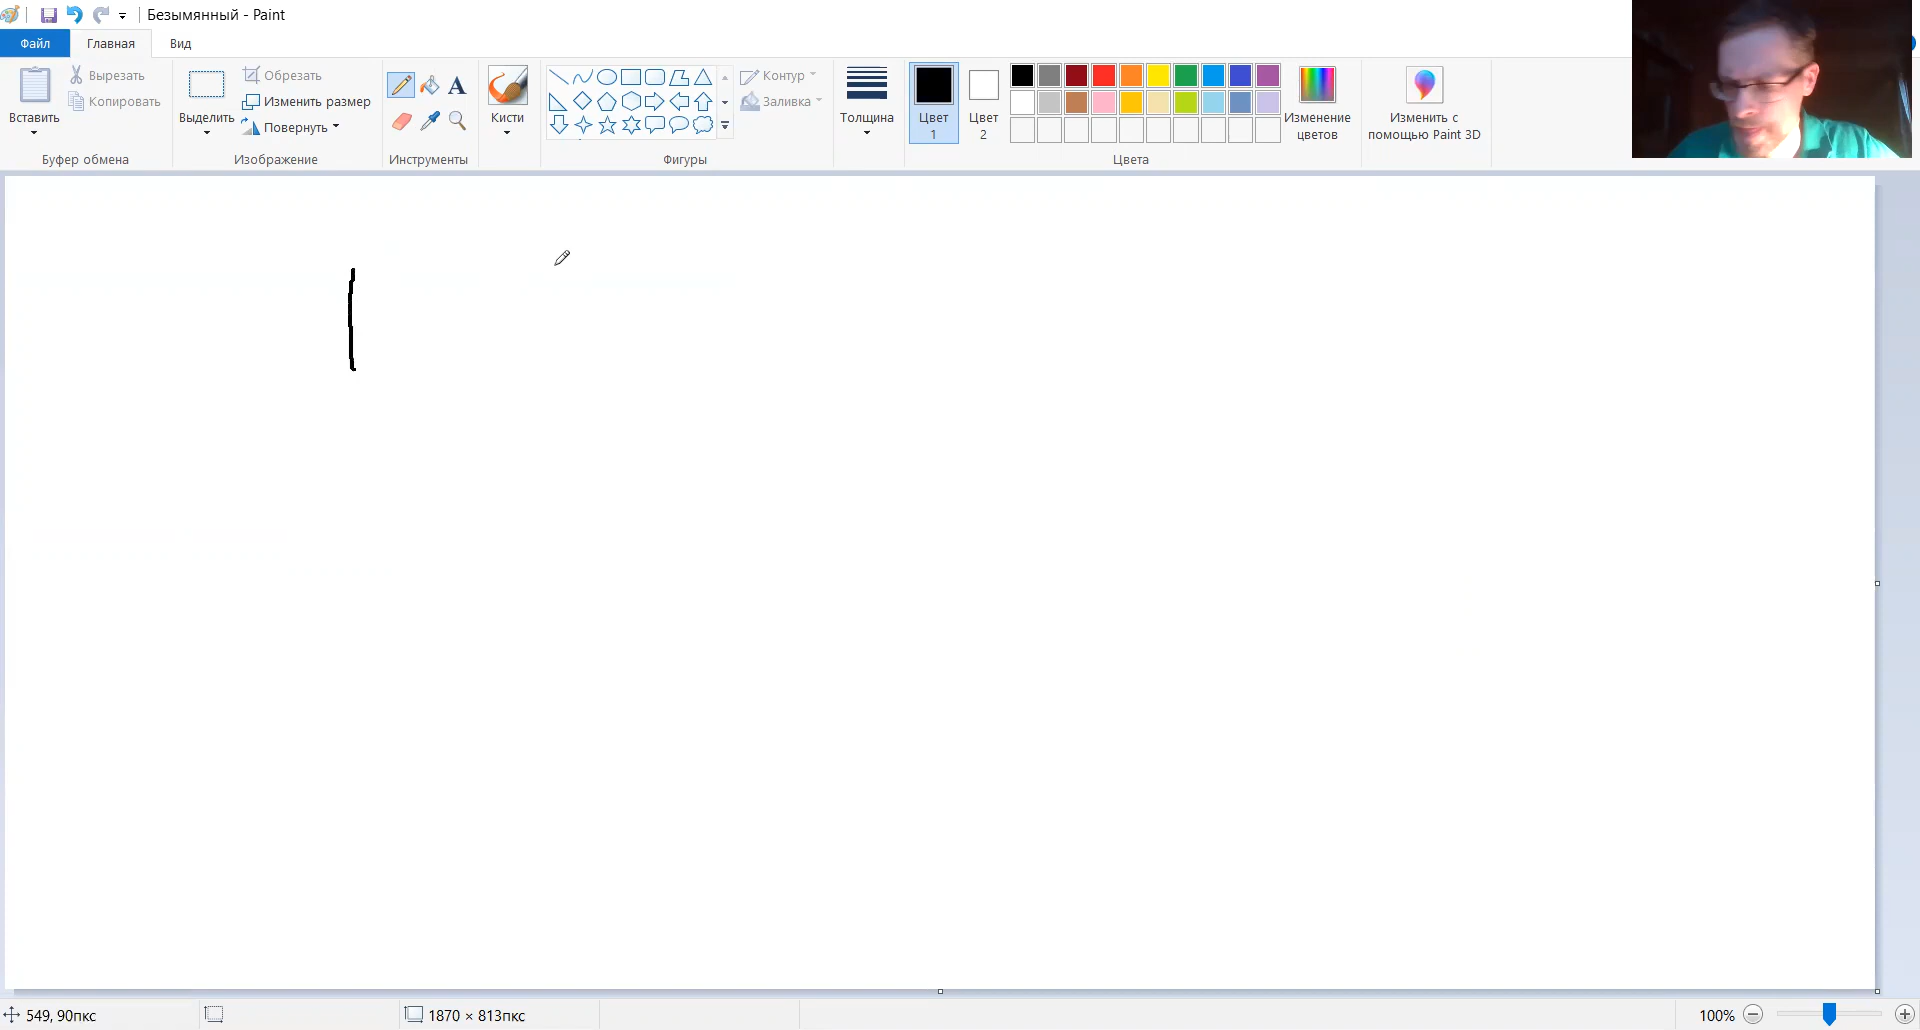 Безымянный - Paint
Файл Главная Вид
Вставить
Вырезать
Копировать
Буфер обмена
Выделить
Обрезать
Изменить размер
Повернуть
Изображение
A
Инструменты
Кисти
Контур
Заливка
Фигуры
Толщина
Цвет 1
Цвет 2
Изменение цветов
Цвета
Изменить с помощью Paint 3D
549, 90пкс
1870 × 813пкс
100%